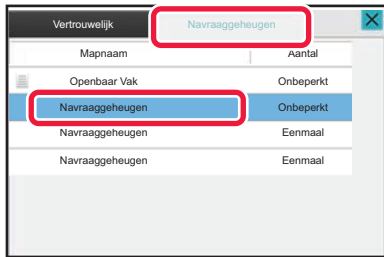 Vertrouwelijk Navraaggeheugen
Mapnaam Aantal
Openbaar Vak Onbeperkt
Navraaggeheugen Onbeperkt
Navraaggeheugen Eenmaal
Navraaggeheugen Eenmaal